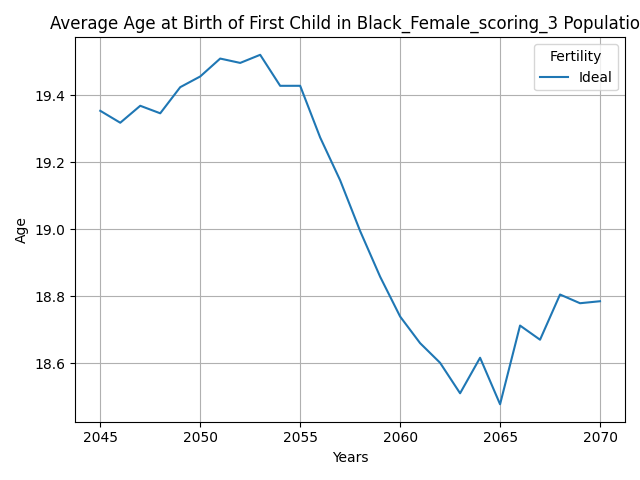 Average Age at Birth of First Child in Black_Female_scoring_3 Populatio
Fertility
Ideal
19.4
19.2
19.0
18.8
18.6
Age
2045 2050 2055 2060 2065 2070
Years